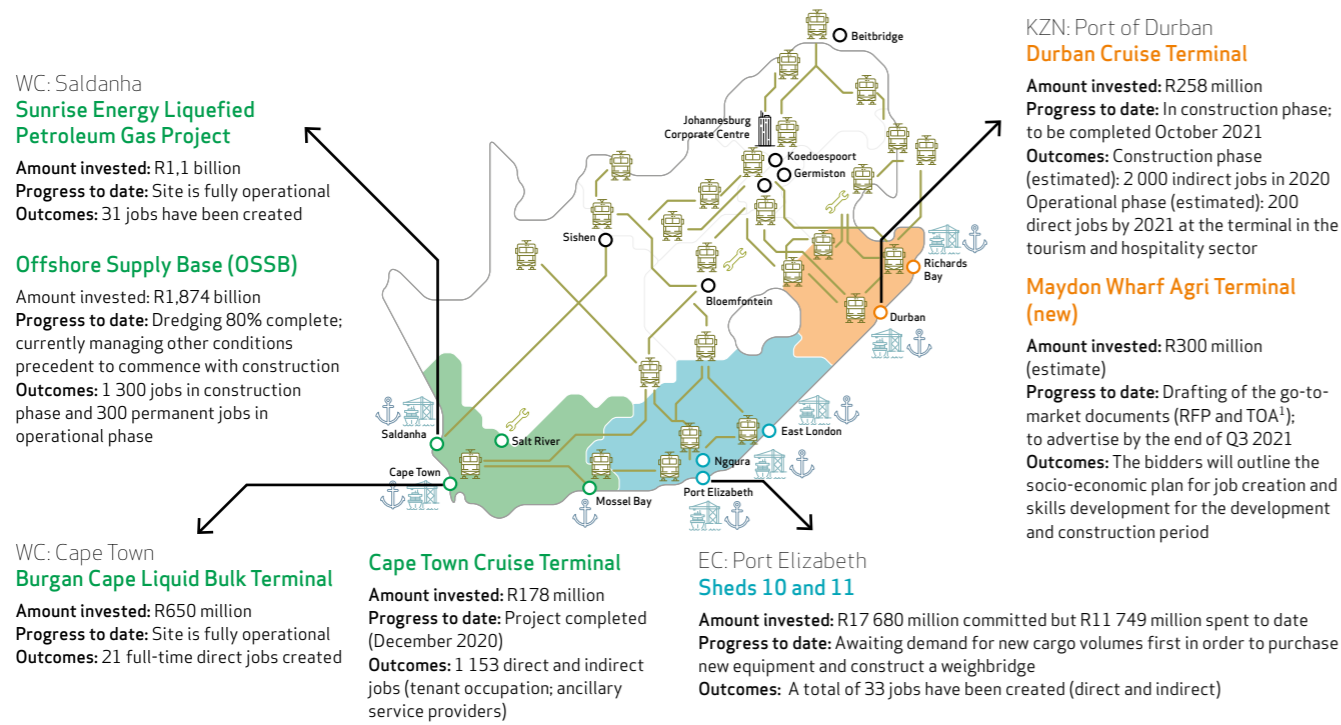 WC: Saldanha
Sunrise Energy Liquefied
Petroleum Gas Project
Amount invested: R1,1 billion
Progress to date: Site is fully operational
Outcomes: 31 jobs have been created
Offshore Supply Base (OSSB)
Amount invested: R1,874 billion
Progress to date: Dredging 80% complete;
currently managing other conditions
precedent to commence with construction
Outcomes: 1 300 jobs in construction
phase and 300 permanent jobs in
operational phase
Beitbridge
Johannesburg
Corporate Centre
Koedoespoort
Germiston
Sishen
Bloemfontein
Richards
Bay
Durban
East London
Saldanha
Salt River
Ngqura
Cape Town
Mossel Bay
Port Elizabeth
KZN: Port of Durban
Durban Cruise Terminal
Amount invested: R258 million
Progress to date: In construction phase;
to be completed October 2021
Outcomes: Construction phase
(estimated): 2 000 indirect jobs in 2020
Operational phase (estimated): 200
direct jobs by 2021 at the terminal in the
tourism and hospitality sector
Maydon Wharf Agri Terminal
(new)
Amount invested: R300 million
(estimate)
Progress to date: Drafting of the go-to-
market documents (RFP and TOA¹);
to advertise by the end of Q3 2021
Outcomes: The bidders will outline the
socio-economic plan for job creation and
skills development for the development
and construction period
WC: Cape Town
Burgan Cape Liquid Bulk Terminal
Amount invested: R650 million
Progress to date: Site is fully operational
Outcomes: 21 full-time direct jobs created
Cape Town Cruise Terminal
Amount invested: R178 million
Progress to date: Project completed
(December 2020)
Outcomes: 1 153 direct and indirect
jobs (tenant occupation; ancillary
service providers)
EC: Port Elizabeth
Sheds 10 and 11
Amount invested: R17 680 million committed but R11 749 million spent to date
Progress to date: Awaiting demand for new cargo volumes first in order to purchase
new equipment and construct a weighbridge
Outcomes: A total of 33 jobs have been created (direct and indirect)